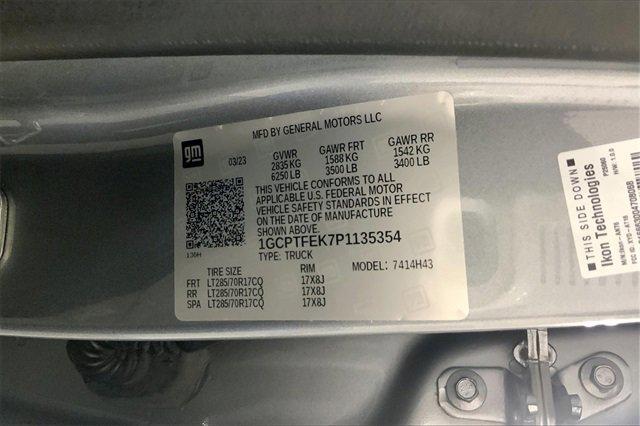 MFD BY GENERAL MOTORS LLC
gm
03/23
GVWR GAWR FRT GAWR RR
2835 KG 1588 KG 1542 KG
6250 LB 3500 LB 3400 LB
THIS VEHICLE CONFORMS TO ALL
APPLICABLE U.S. FEDERAL MOTOR
VEHICLE SAFETY STANDARDS IN EFFECT
ON THE DATE OF MANUFACTURE
SHOWN ABOVE.
1GCPTFEK7P1135354
TYPE: TRUCK MODEL: 7414H43
TIRE SIZE RIM
FRT LT285/70R17CQ 17X8J
RR LT285/70R17CQ 17X8J
SPA LT285/70R17CQ 17X8J
THIS SIDE DOWN
Ikon Technologies